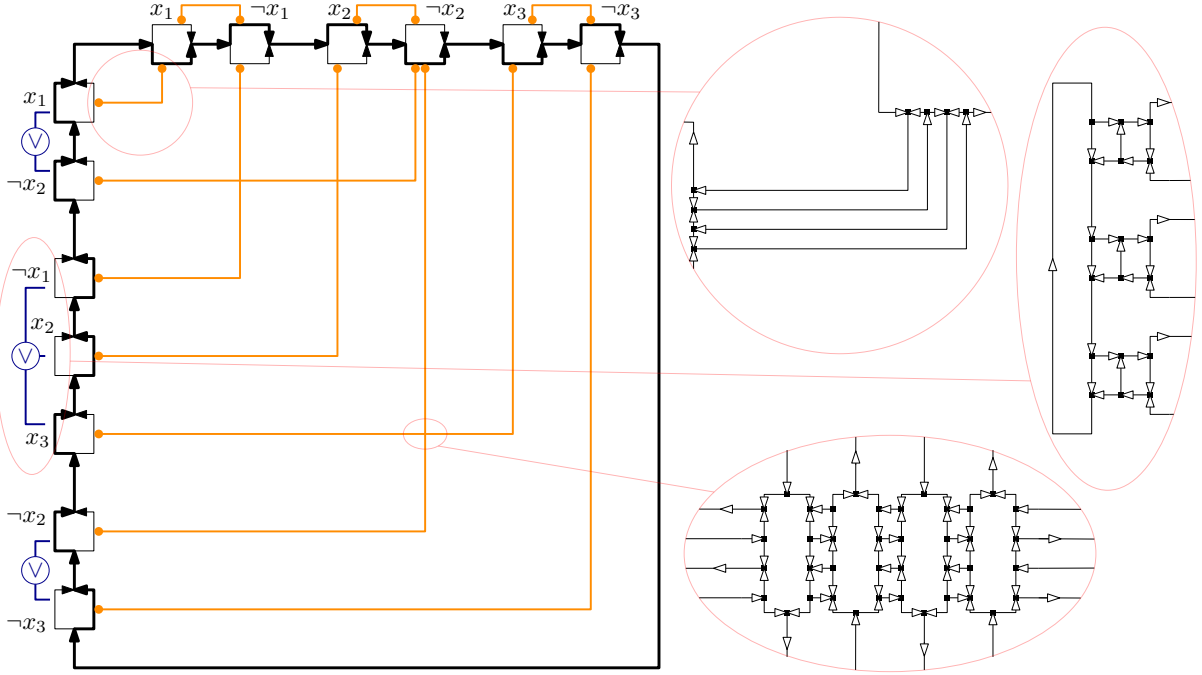 x₁ ¬x₁ x₂ ¬x₂ x₃ ¬x₃
x₁
∨
¬x₂
¬x₁
x₂
∨
x₃
¬x₂
∨
¬x₃